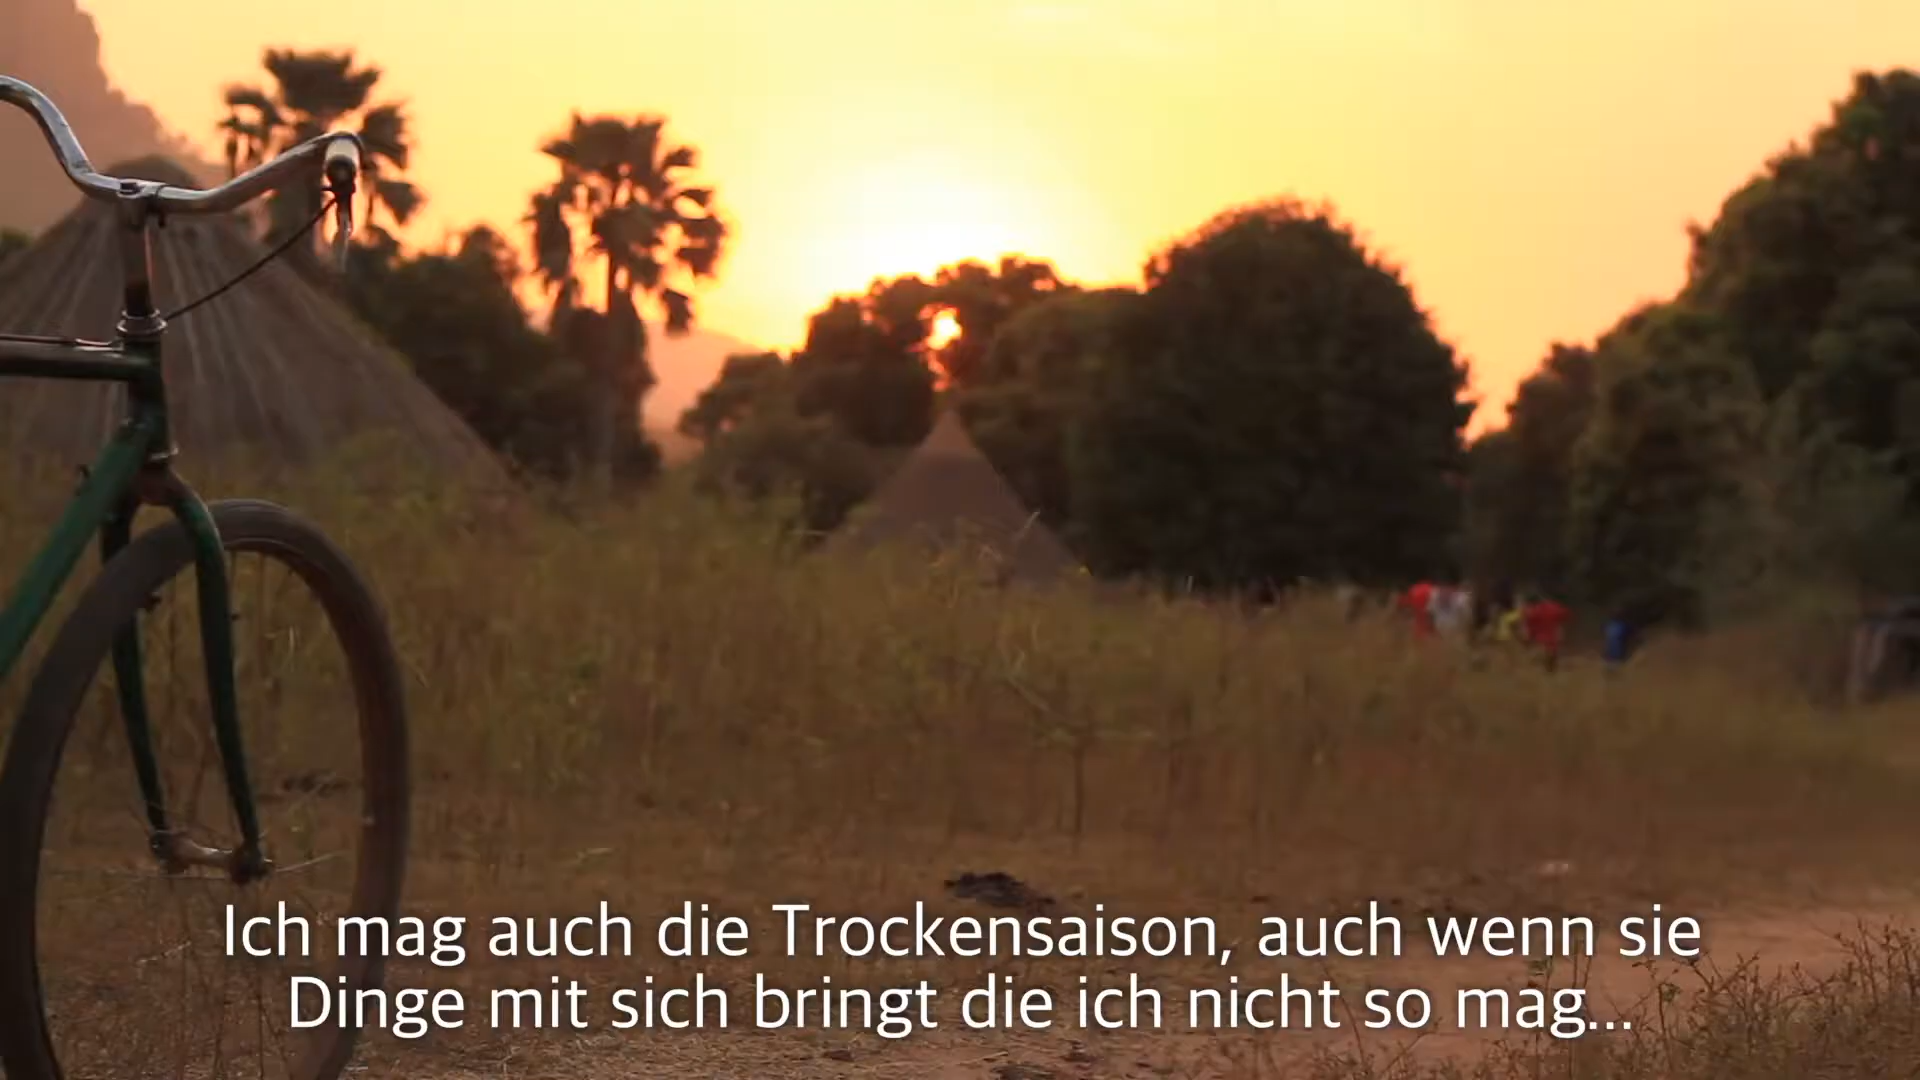 Ich mag auch die Trockensaison, auch wenn sie
Dinge mit sich bringt die ich nicht so mag...